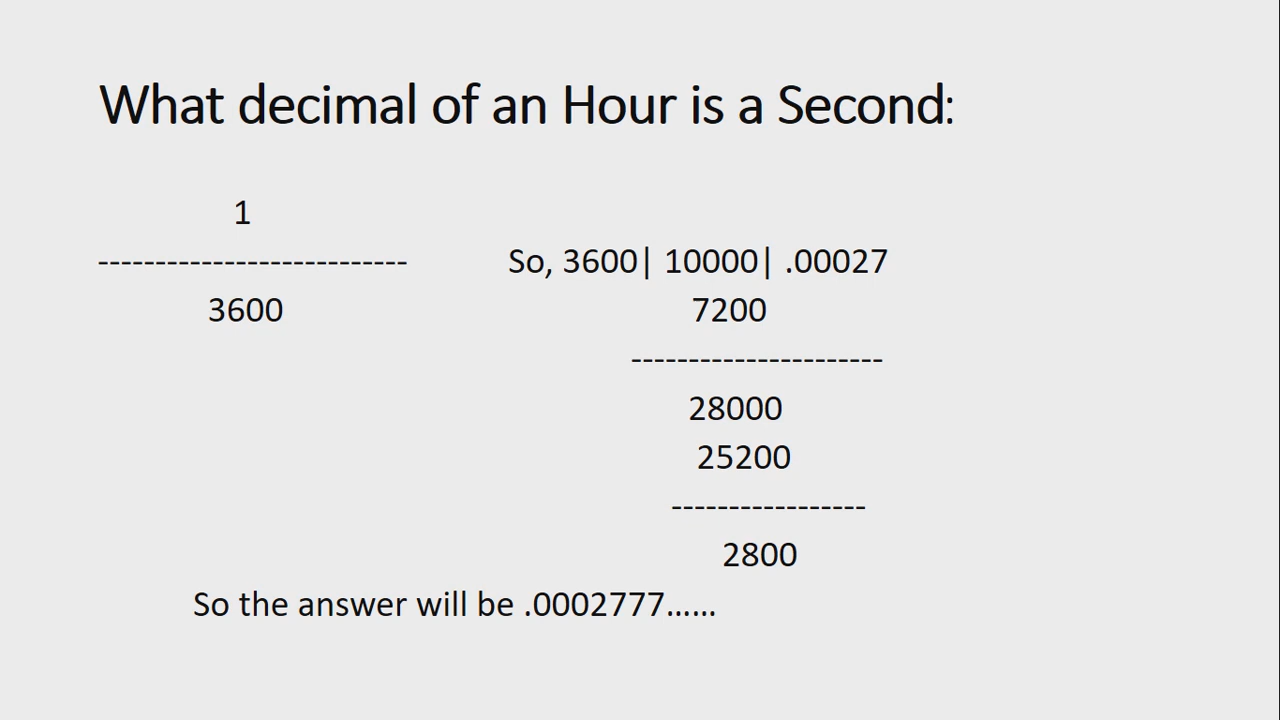 What decimal of an Hour is a Second:
1
--------------------------- So, 3600| 10000| .00027
3600 7200
----------------------
28000
25200
-----------------
2800
So the answer will be .0002777......